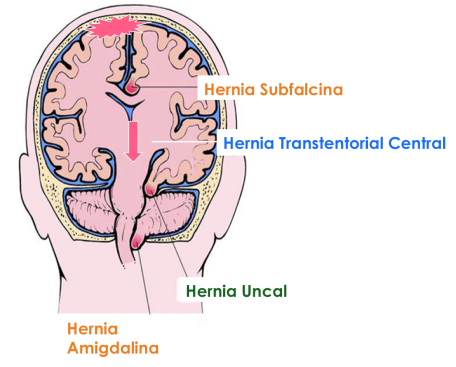 Hernia Subfalcina
Hernia Transtentorial Central
Hernia Uncal
Hernia
Amigdalina